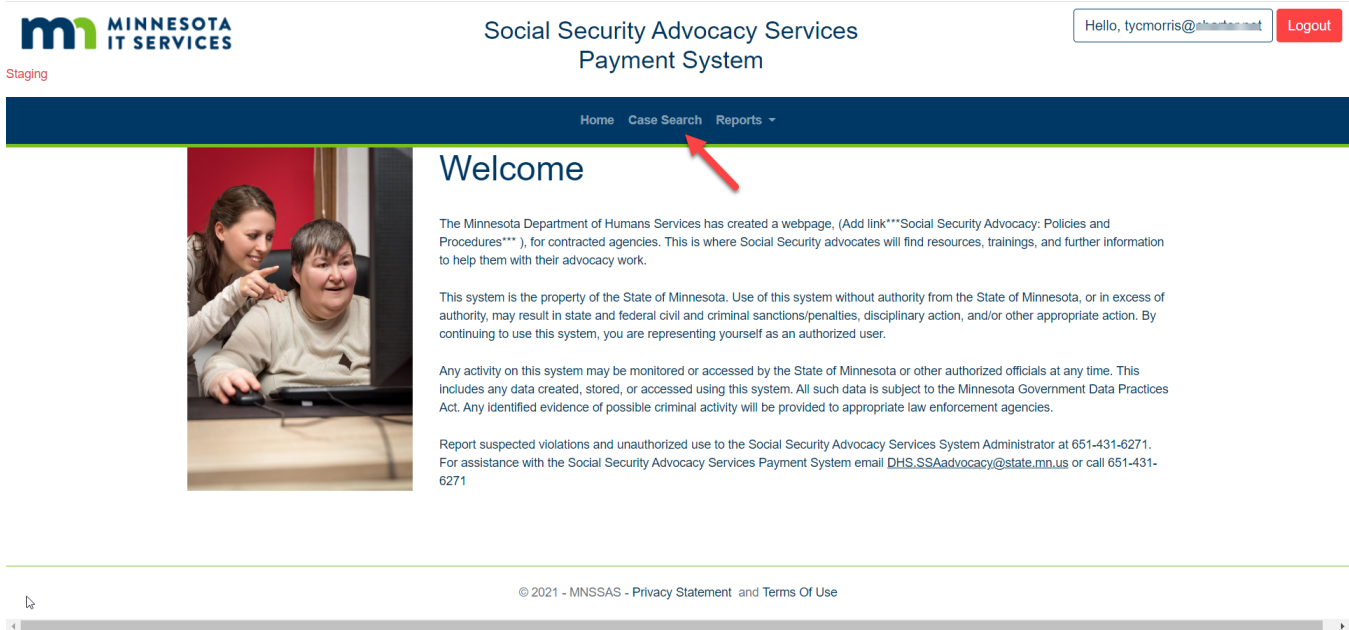 MINNESOTA
IT SERVICES
Staging
Social Security Advocacy Services
Payment System
Hello, tycmorris@
Logout
Home Case Search Reports
Welcome
The Minnesota Department of Humans Services has created a webpage, (Add link***Social Security Advocacy: Policies and
Procedures*** ), for contracted agencies. This is where Social Security advocates will find resources, trainings, and further information
to help them with their advocacy work.
This system is the property of the State of Minnesota. Use of this system without authority from the State of Minnesota, or in excess of
authority, may result in state and federal civil and criminal sanctions/penalties, disciplinary action, and/or other appropriate action. By
continuing to use this system, you are representing yourself as an authorized user.
Any activity on this system may be monitored or accessed by the State of Minnesota or other authorized officials at any time. This
includes any data created, stored, or accessed using this system. All such data is subject to the Minnesota Government Data Practices
Act. Any identified evidence of possible criminal activity will be provided to appropriate law enforcement agencies.
Report suspected violations and unauthorized use to the Social Security Advocacy Services System Administrator at 651-431-6271.
For assistance with the Social Security Advocacy Services Payment System email DHS.SSAadvocacy@state.mn.us or call 651-431-
6271
© 2021 - MNSSAS - Privacy Statement and Terms Of Use